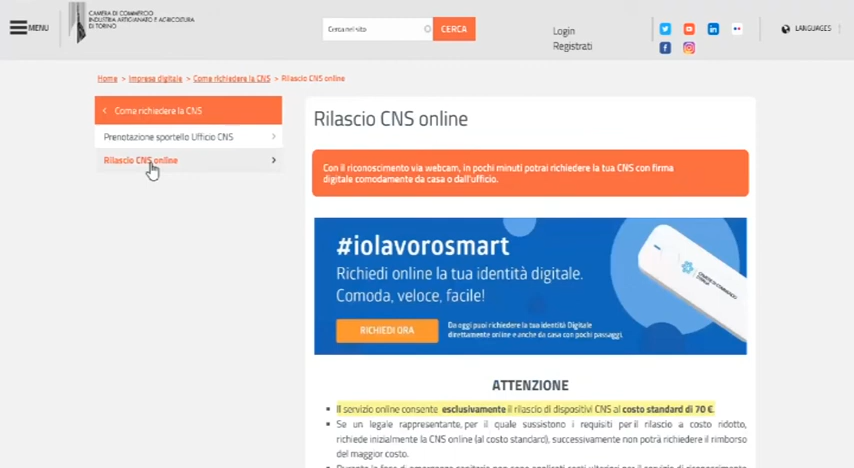 MENU
CAMERA DI COMMERCIO
INDUSTRIA ARTIGIANATO E AGRICOLTURA
DI TORINO
Cerca nel sito
CERCA
Login
Registrati
LANGUAGES
Home > Impresa digitale > Come richiedere la CNS > Rilascio CNS online
Come richiedere la CNS
Prenotazione sportello Ufficio CNS
Rilascio CNS online
Rilascio CNS online
Con il riconoscimento via webcam, in pochi minuti potrai richiedere la tua CNS con firma
digitale comodamente da casa o dall'ufficio.
#iolavorosmart
Richiedi online la tua identità digitale.
Comoda, veloce, facile!
RICHIEDI ORA
Da oggi puoi richiedere la tua Identità Digitale
direttamente online e anche da casa con pochi passaggi.
CAMERA DI COMMERCIO
TORINO
ATTENZIONE
Il servizio online consente esclusivamente il rilascio di dispositivi CNS al costo standard di 70 €.
Se un legale rappresentante, per il quale sussistono i requisiti per il rilascio a costo ridotto,
richiede inizialmente la CNS online (al costo standard), successivamente non potrà richiedere il rimborso
del maggior costo.